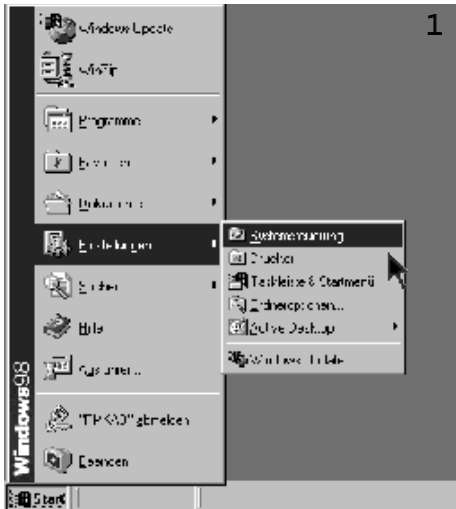 1
Windows Update
WinZip
Programme
Dokumente
Einstellungen
Suchen
Hilfe
Ausführen...
abmelden
Beenden
Systemsteuerung
Drucker
Taskleiste & Startmenü
Ordneroptionen...
Active Desktop
Windows Update
Windows98
Start